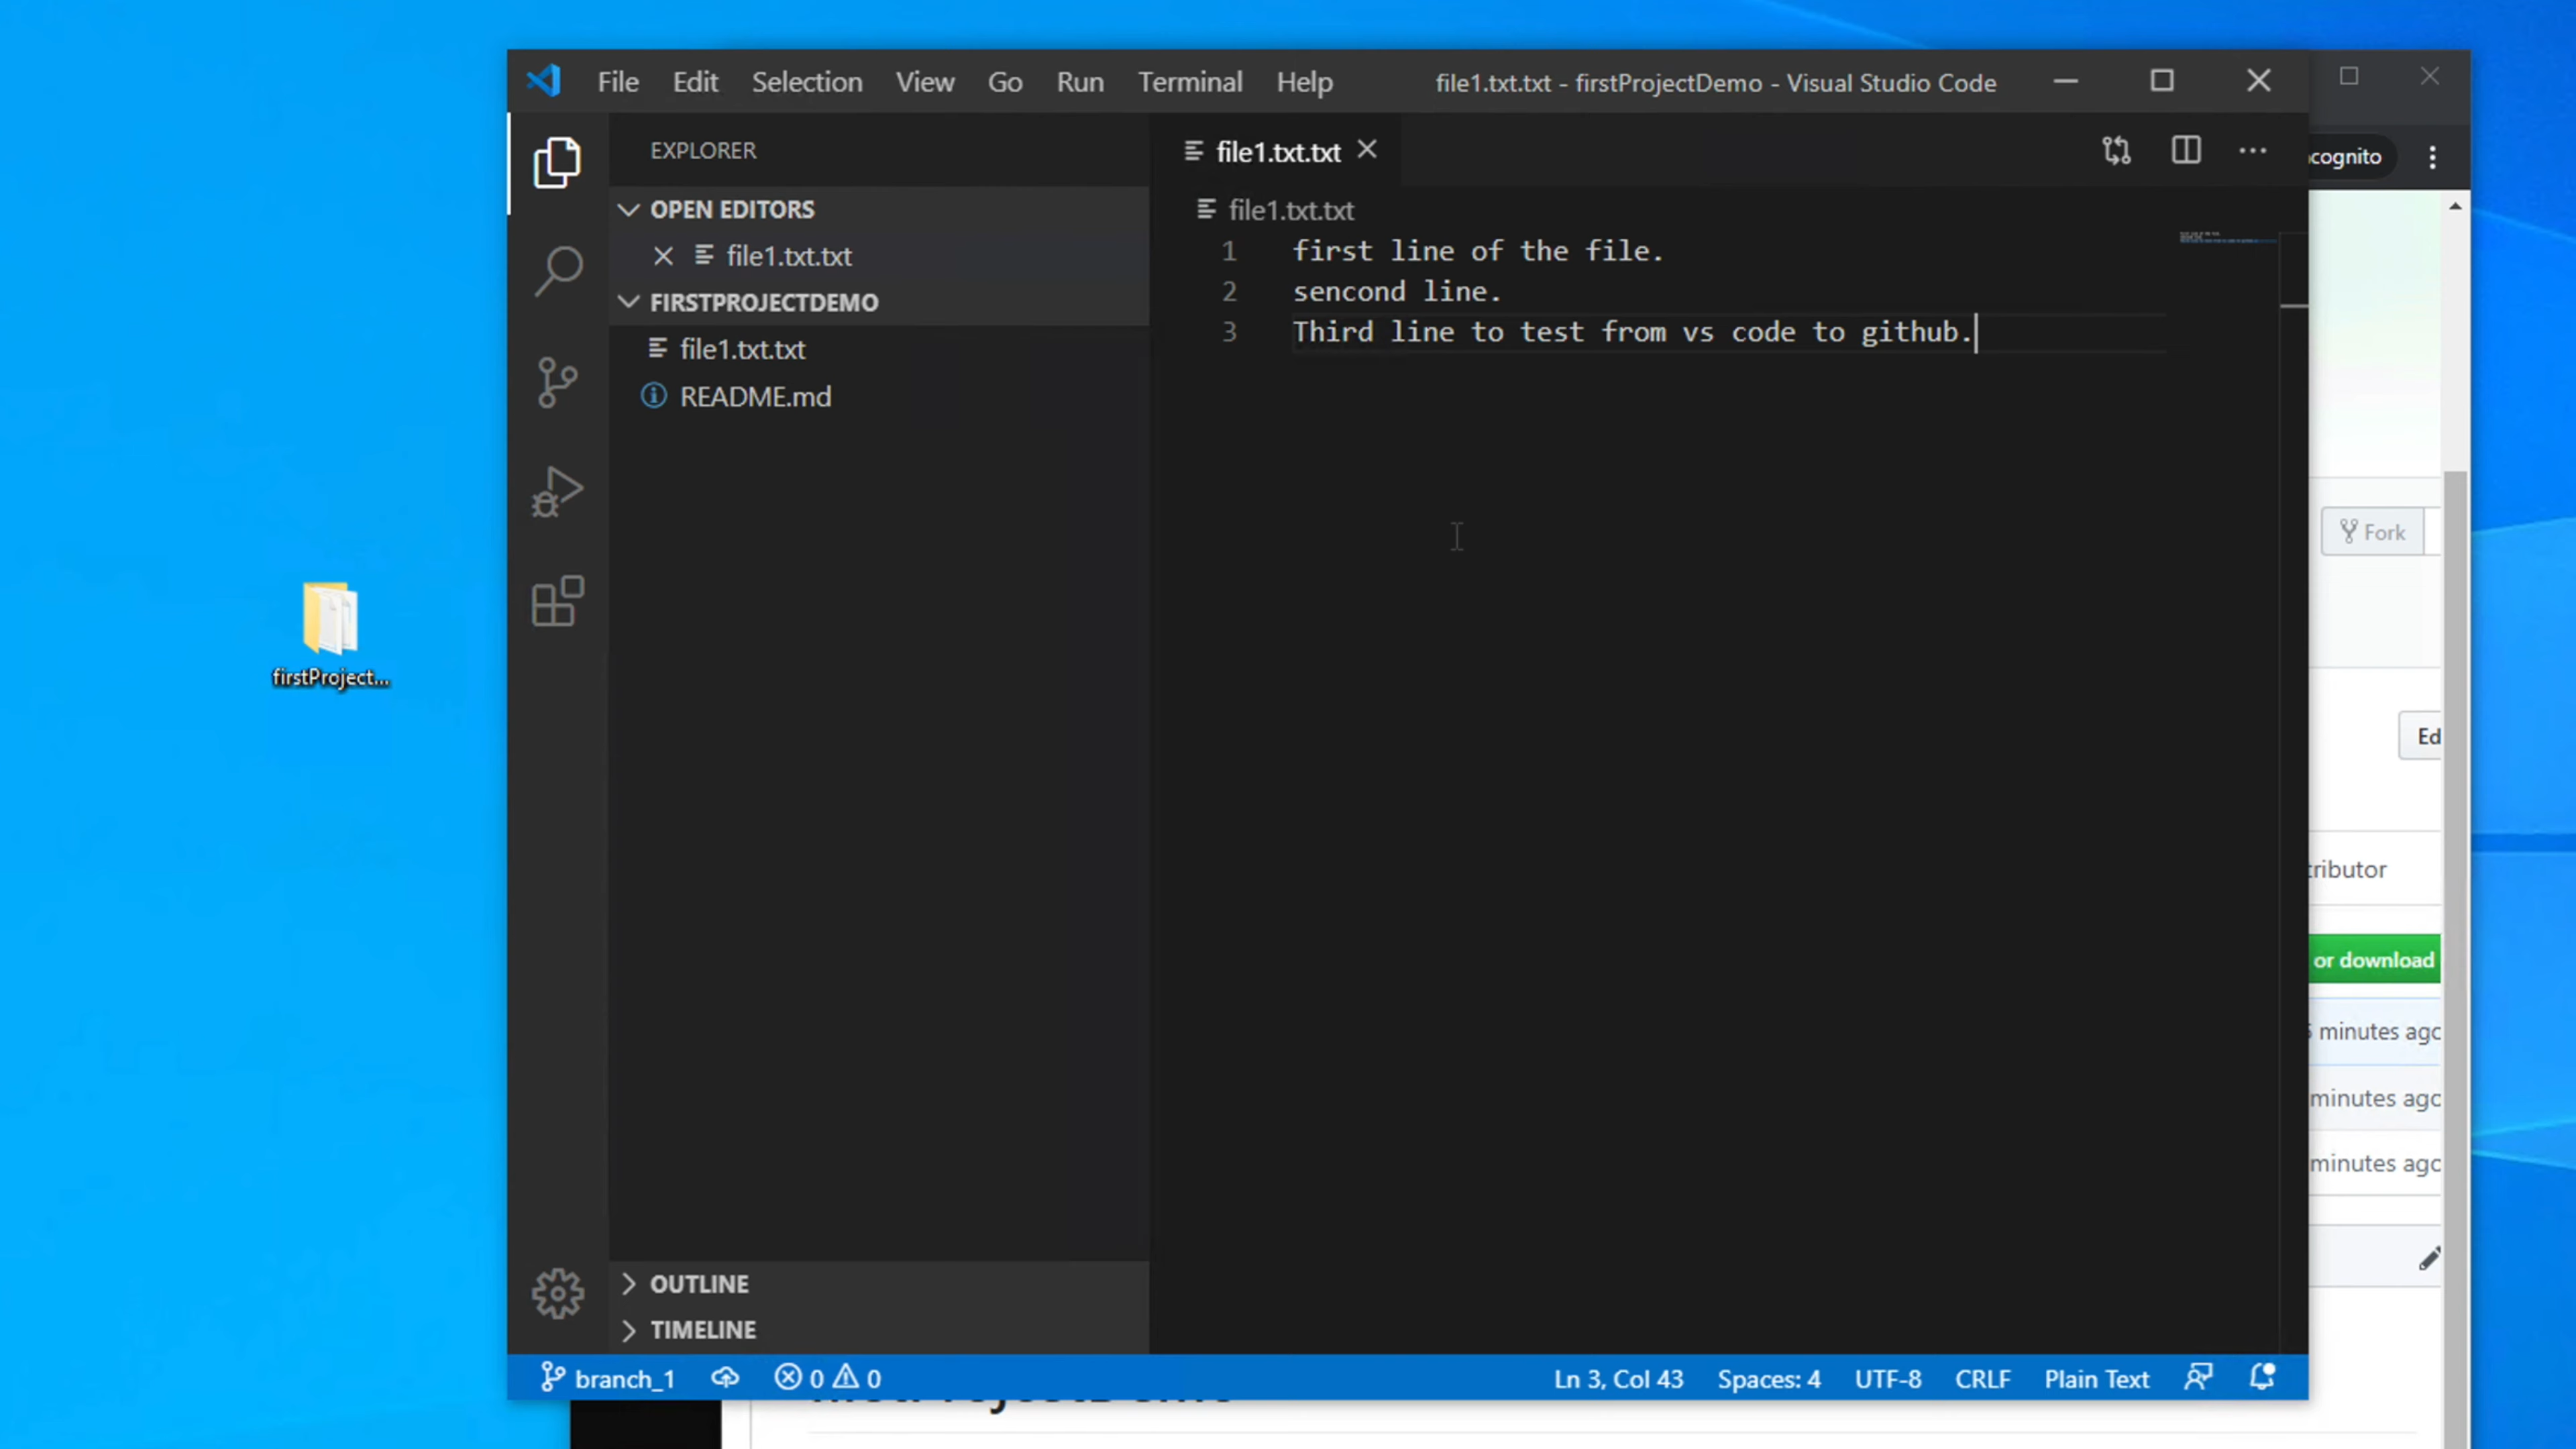 File Edit Selection View Go Run Terminal Help file1.txt.txt - firstProjectDemo - Visual Studio Code
EXPLORER
OPEN EDITORS
file1.txt.txt
FIRSTPROJECTDEMO
file1.txt.txt
README.md
OUTLINE
TIMELINE
file1.txt.txt
file1.txt.txt
1 first line of the file.
2 sencond line.
3 Third line to test from vs code to github.
branch_1 0 0 Ln 3, Col 43 Spaces: 4 UTF-8 CRLF Plain Text
firstProject...
cognito
Fork
Ed
tributor
or download
minutes ago
minutes ago
minutes ago